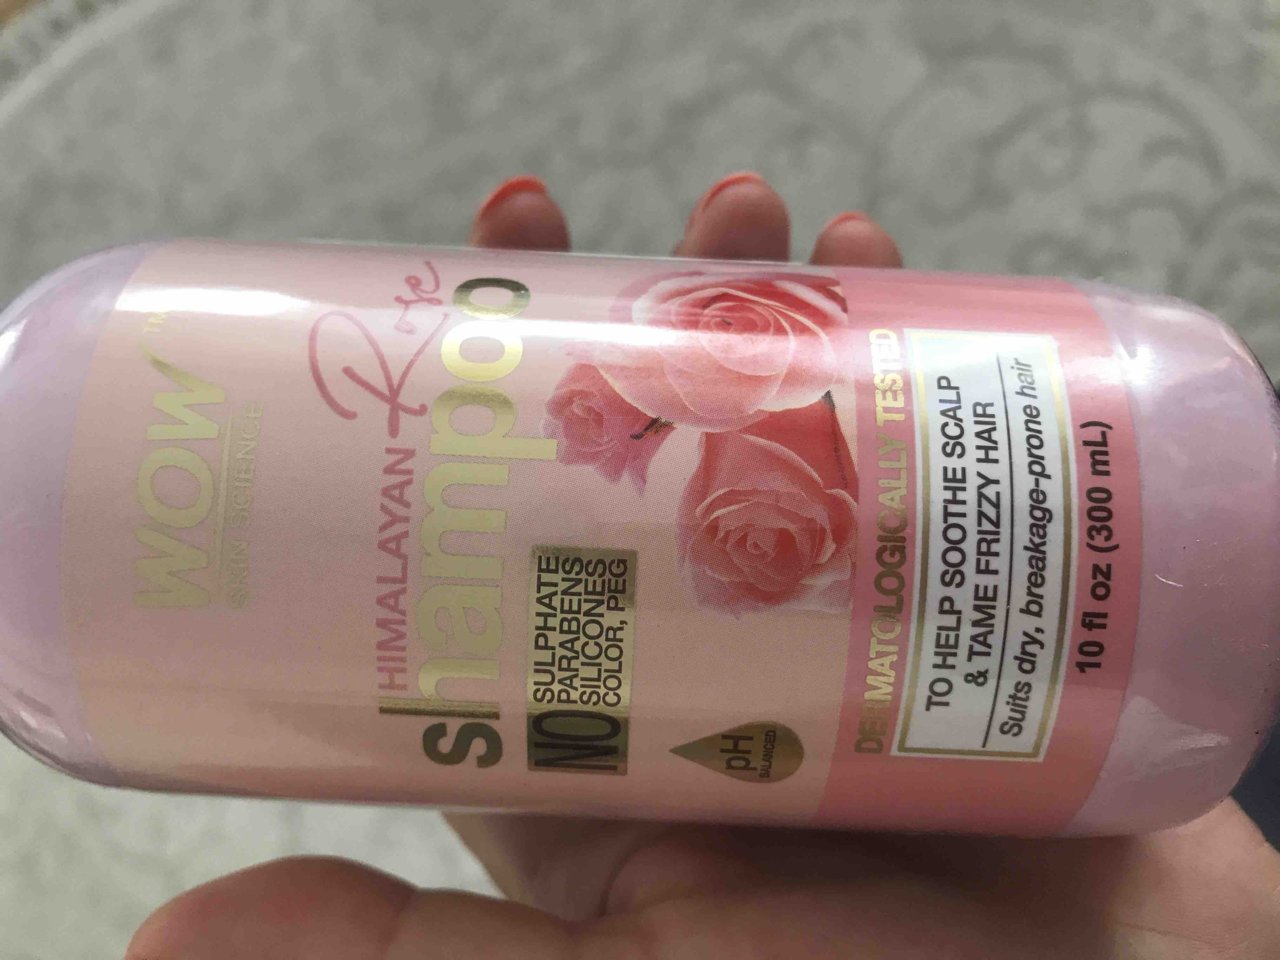 WOW™
SKIN SCIENCE
HIMALAYAN Rose
shampoo
NO SULPHATE
PARABENS
SILICONES
COLOR, PEG
pH
BALANCED
DERMATOLOGICALLY TESTED
TO HELP SOOTHE SCALP
& TAME FRIZZY HAIR
Suits dry, breakage-prone hair
10 fl oz (300 mL)